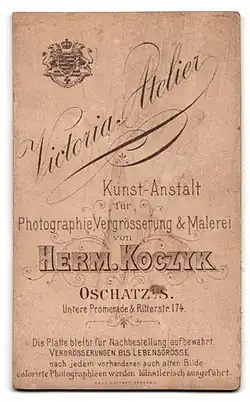 Victoria-Atelier
Kunst-Anstalt
für
Photographie, Vergrösserung & Malerei
von
HERM. KOCZYK
OSCHATZ i/S.
Untere Promenade & Ritterstr. 174.
Die Platte bleibt für Nachbestellung aufbewahrt.
VERGRÖSSERUNGEN BIS LEBENSGRÖSSE
nach jedem vorhandenen auch alten Bilde
colorirte Photographieen werden künstlerisch ausgeführt.